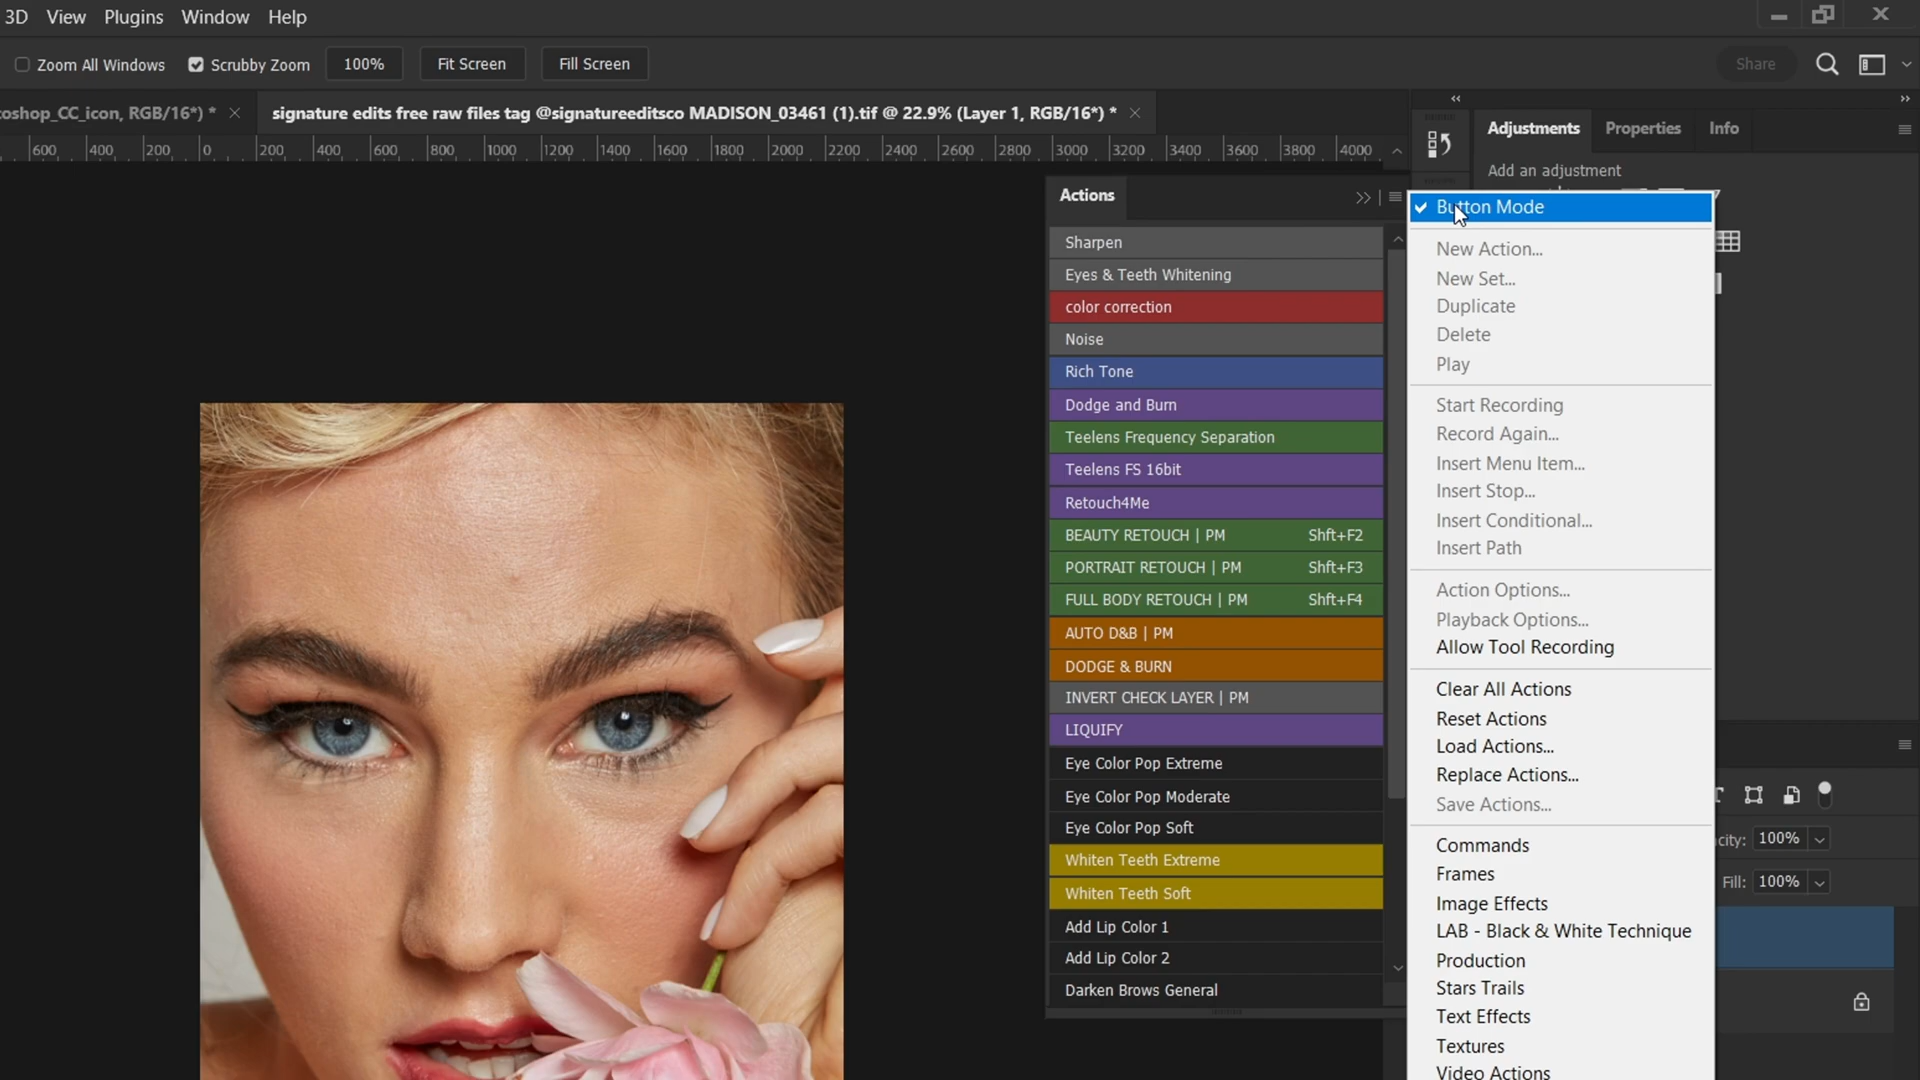 3D View Plugins Window Help
Zoom All Windows Scrubby Zoom 100% Fit Screen Fill Screen Share
toshop_CC_icon, RGB/16*) * signature edits free raw files tag @signatureeditsco MADISON_03461 (1).tif @ 22.9% (Layer 1, RGB/16*) *
600 400 200 0 200 400 600 800 1000 1200 1400 1600 1800 2000 2200 2400 2600 2800 3000 3200 3400 3600 3800 4000
Adjustments Properties Info
Add an adjustment
Actions
Sharpen
Eyes & Teeth Whitening
color correction
Noise
Rich Tone
Dodge and Burn
Teelens Frequency Separation
Teelens FS 16bit
Retouch4Me
BEAUTY RETOUCH | PM Shft+F2
PORTRAIT RETOUCH | PM Shft+F3
FULL BODY RETOUCH | PM Shft+F4
AUTO D&B | PM
DODGE & BURN
INVERT CHECK LAYER | PM
LIQUIFY
Eye Color Pop Extreme
Eye Color Pop Moderate
Eye Color Pop Soft
Whiten Teeth Extreme
Whiten Teeth Soft
Add Lip Color 1
Add Lip Color 2
Darken Brows General
Button Mode
New Action...
New Set...
Duplicate
Delete
Play
Start Recording
Record Again...
Insert Menu Item...
Insert Stop...
Insert Conditional...
Insert Path
Action Options...
Playback Options...
Allow Tool Recording
Clear All Actions
Reset Actions
Load Actions...
Replace Actions...
Save Actions...
Commands
Frames
Image Effects
LAB - Black & White Technique
Production
Stars Trails
Text Effects
Textures
Video Actions
city: 100%
Fill: 100%